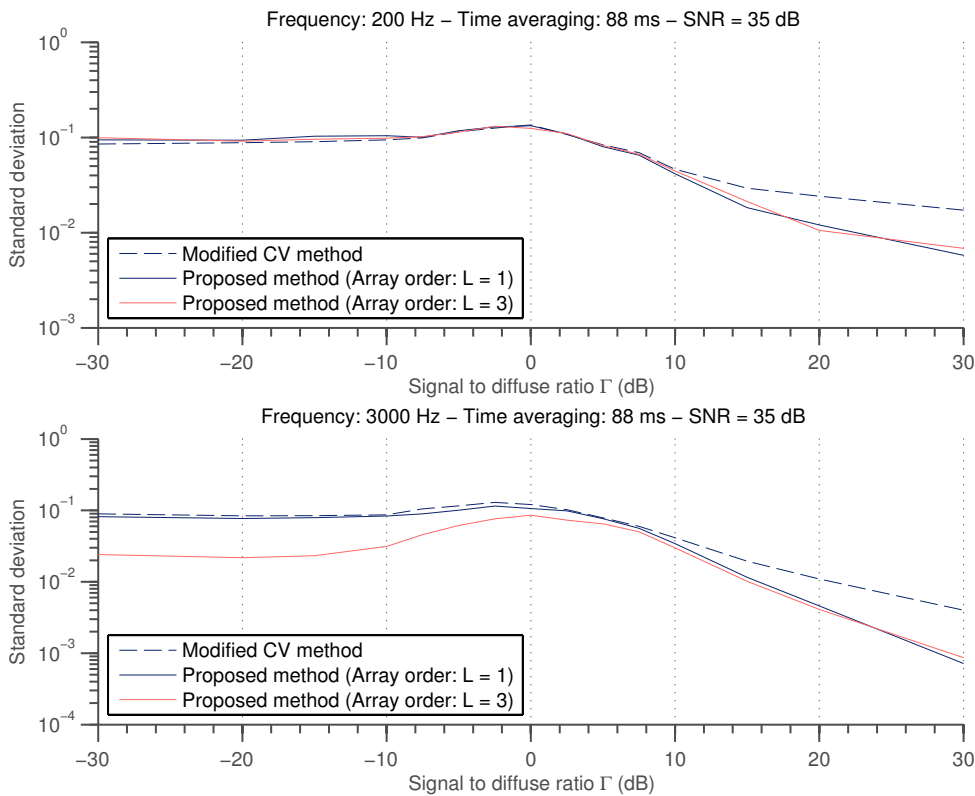 Frequency: 200 Hz − Time averaging: 88 ms − SNR = 35 dB
10^0
10^−1
10^−2
10^−3
Standard deviation
Modified CV method
Proposed method (Array order: L = 1)
Proposed method (Array order: L = 3)
−30 −20 −10 0 10 20 30
Signal to diffuse ratio Γ (dB)
Frequency: 3000 Hz − Time averaging: 88 ms − SNR = 35 dB
10^0
10^−1
10^−2
10^−3
10^−4
Standard deviation
Modified CV method
Proposed method (Array order: L = 1)
Proposed method (Array order: L = 3)
−30 −20 −10 0 10 20 30
Signal to diffuse ratio Γ (dB)